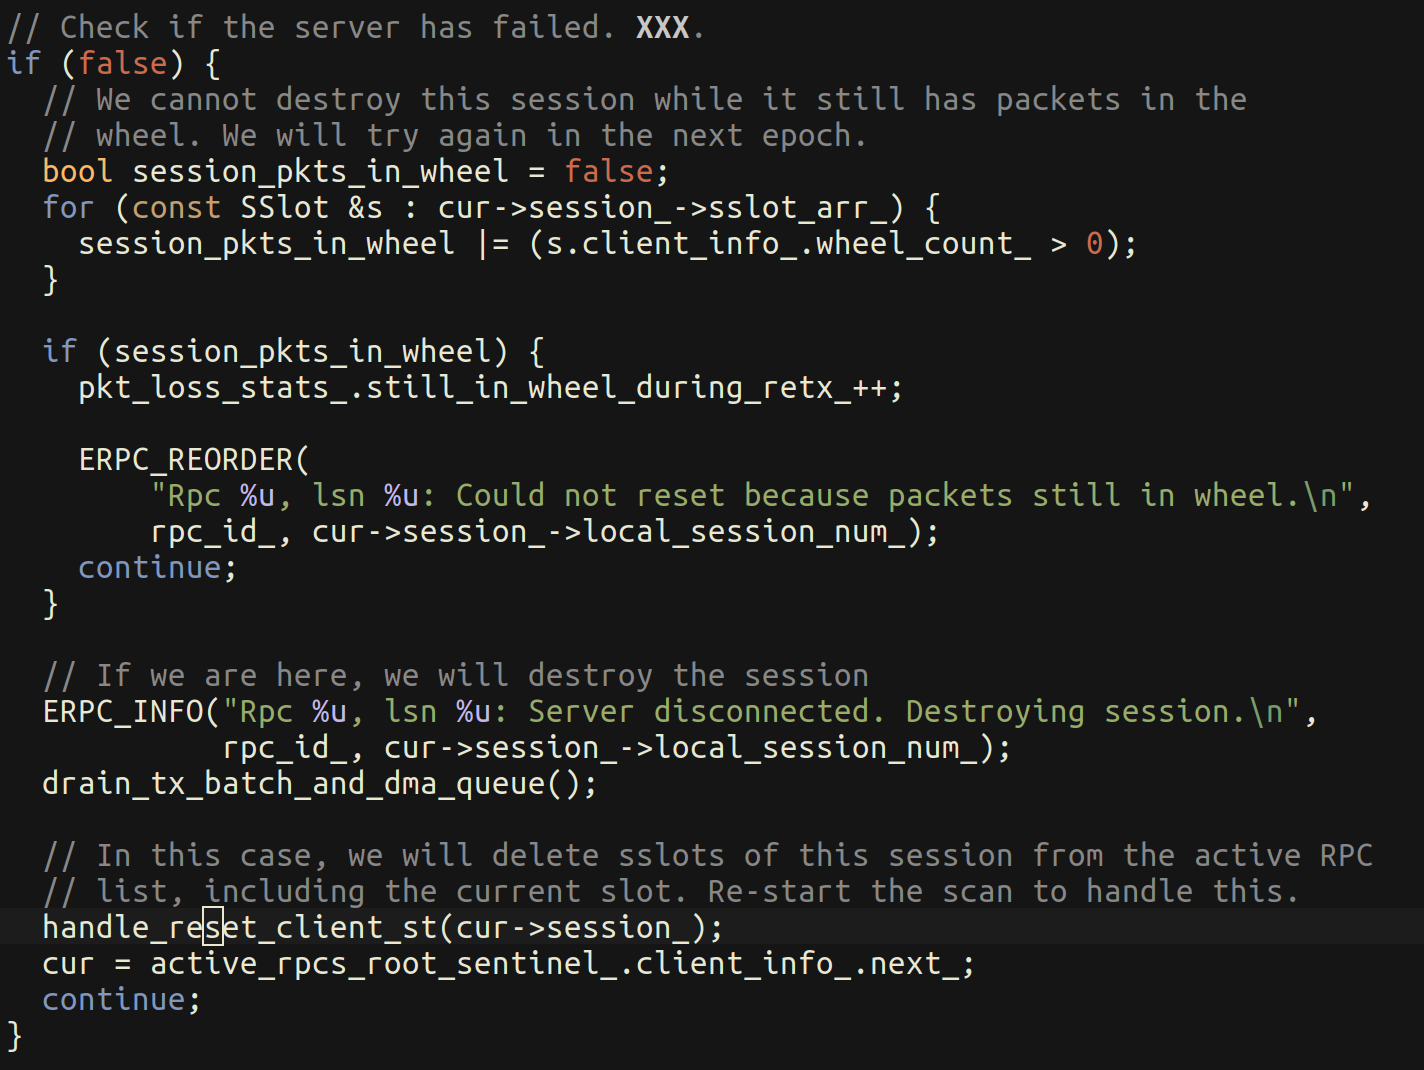 // Check if the server has failed. XXX.
if (false) {
  // We cannot destroy this session while it still has packets in the
  // wheel. We will try again in the next epoch.
  bool session_pkts_in_wheel = false;
  for (const SSlot &s : cur->session_->sslot_arr_) {
    session_pkts_in_wheel |= (s.client_info_.wheel_count_ > 0);
  }

  if (session_pkts_in_wheel) {
    pkt_loss_stats_.still_in_wheel_during_retx_++;

    ERPC_REORDER(
        "Rpc %u, lsn %u: Could not reset because packets still in wheel.\n",
        rpc_id_, cur->session_->local_session_num_);
    continue;
  }

  // If we are here, we will destroy the session
  ERPC_INFO("Rpc %u, lsn %u: Server disconnected. Destroying session.\n",
            rpc_id_, cur->session_->local_session_num_);
  drain_tx_batch_and_dma_queue();

  // In this case, we will delete sslots of this session from the active RPC
  // list, including the current slot. Re-start the scan to handle this.
  handle_reset_client_st(cur->session_);
  cur = active_rpcs_root_sentinel_.client_info_.next_;
  continue;
}